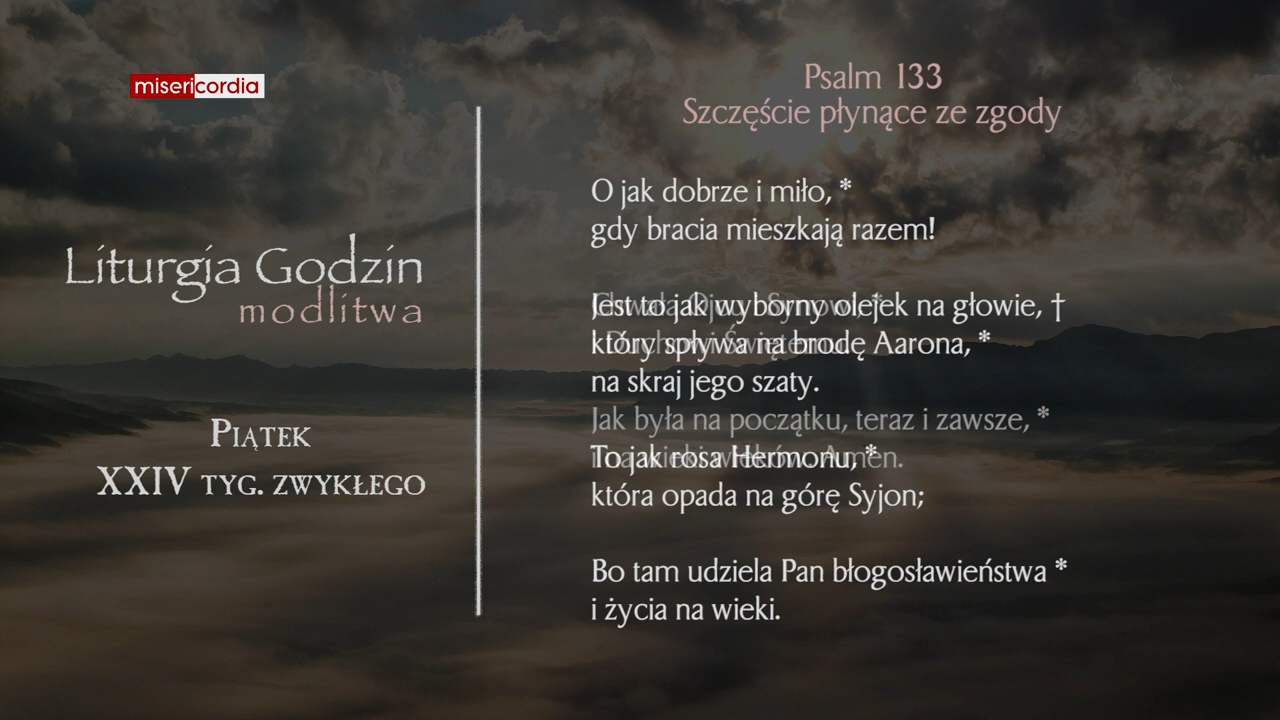 misericordia
Liturgia Godzin
modlitwa
Piątek
XXIV tyg. zwykłego
Psalm 133
Szczęście płynące ze zgody
O jak dobrze i miło, *
gdy bracia mieszkają razem!
Jest to jak wyborny olejek na głowie, †
który spływa na brodę Aarona, *
na skraj jego szaty.
Jak była na początku, teraz i zawsze, *
To jak rosa Hermonu, *
która opada na górę Syjon;
Bo tam udziela Pan błogosławieństwa *
i życia na wieki.